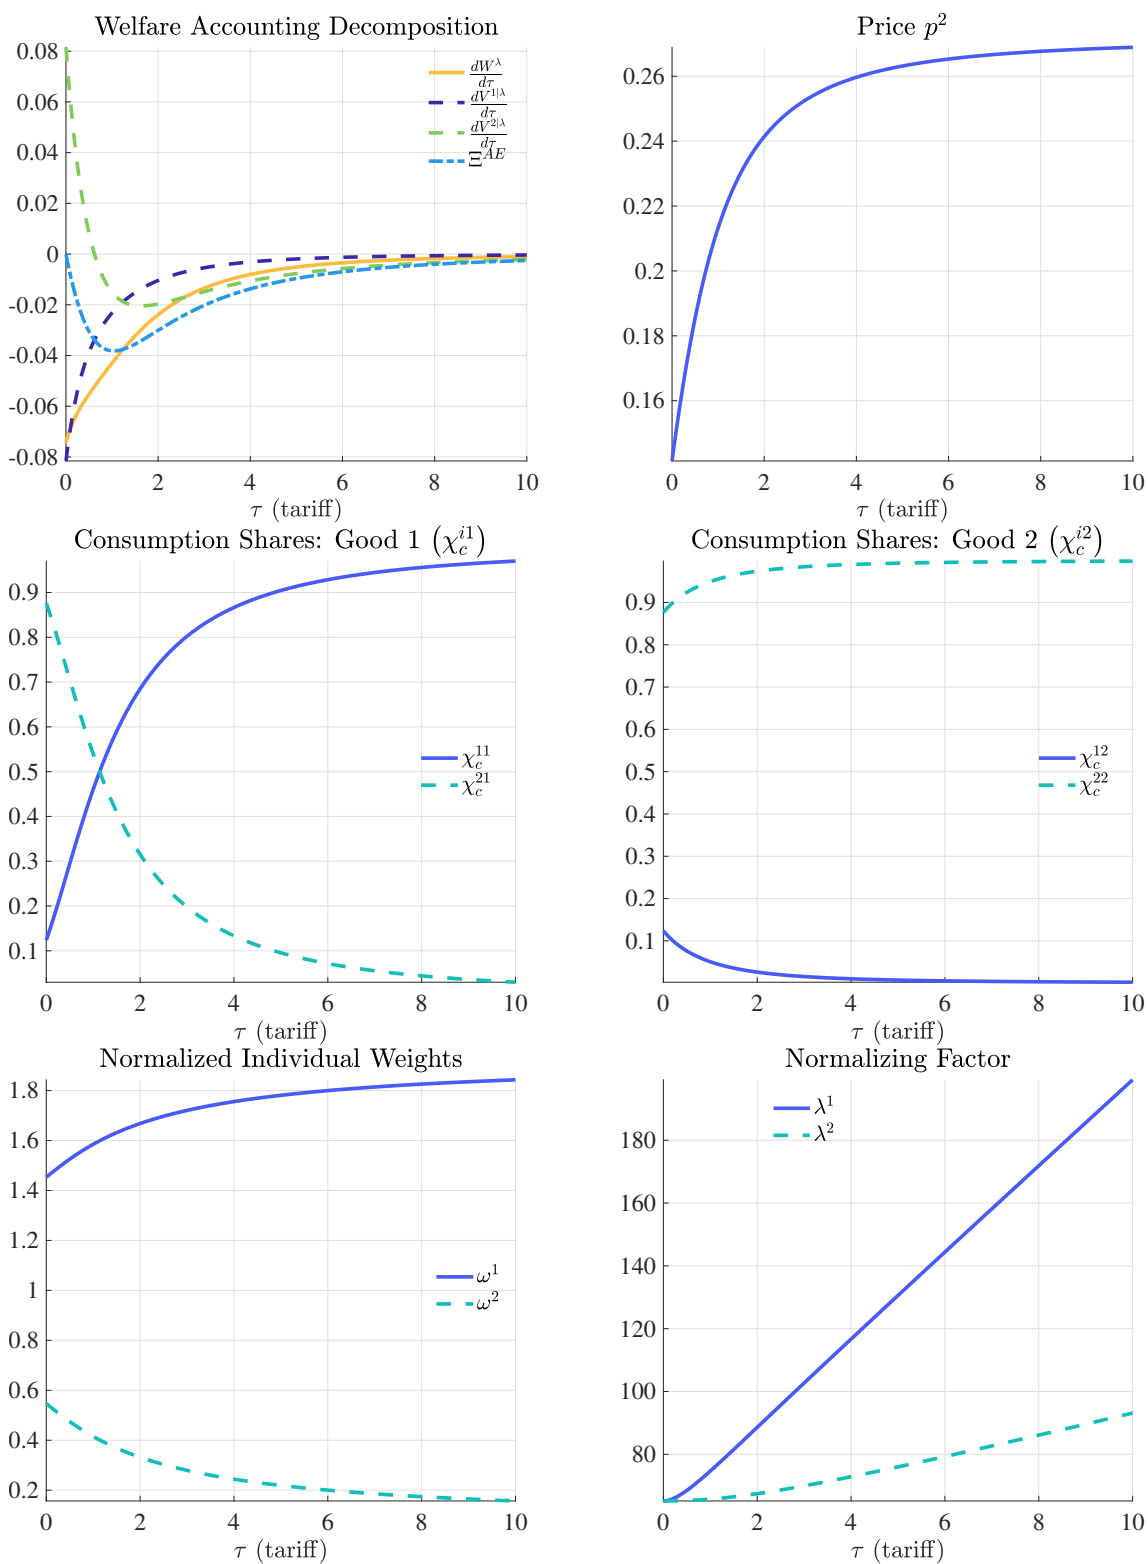 Welfare Accounting Decomposition
0.08
0.06
0.04
0.02
0
-0.02
-0.04
-0.06
-0.08
0 2 4 6 8 10
τ (tariff)
dW^λ/dτ
dV^{1|λ}/dτ
dV^{2|λ}/dτ
Ξ^{AE}
Price p²
0.26
0.24
0.22
0.2
0.18
0.16
0 2 4 6 8 10
τ (tariff)
Consumption Shares: Good 1 (χ_c^{i1})
0.9
0.8
0.7
0.6
0.5
0.4
0.3
0.2
0.1
0 2 4 6 8 10
τ (tariff)
χ_c^{11}
χ_c^{21}
Consumption Shares: Good 2 (χ_c^{i2})
0.9
0.8
0.7
0.6
0.5
0.4
0.3
0.2
0.1
0 2 4 6 8 10
τ (tariff)
χ_c^{12}
χ_c^{22}
Normalized Individual Weights
1.8
1.6
1.4
1.2
1
0.8
0.6
0.4
0.2
0 2 4 6 8 10
τ (tariff)
ω¹
ω²
Normalizing Factor
180
160
140
120
100
80
0 2 4 6 8 10
τ (tariff)
λ¹
λ²